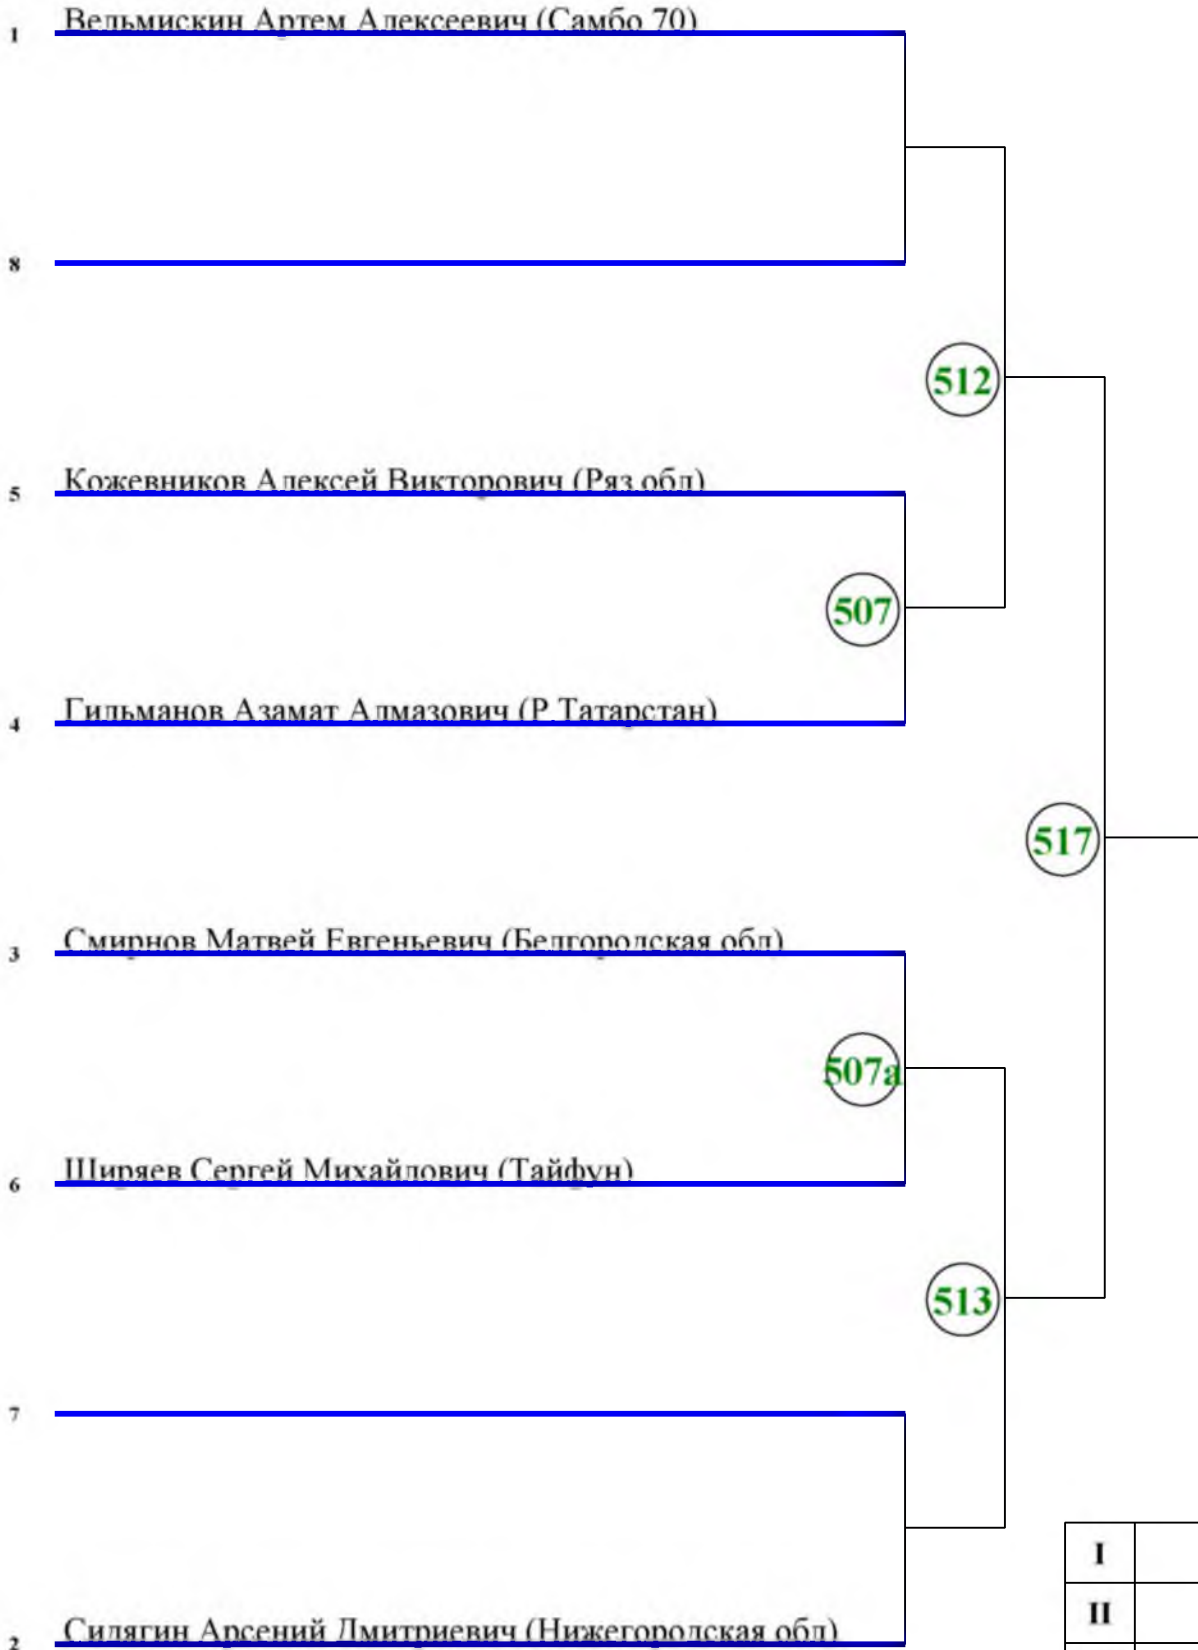 Вельмискин Артем Алексеевич (Самбо 70)
1
8
512
Кожевников Алексей Викторович (Ряз.обл)
5
507
Гильманов Азамат Алмазович (Р.Татарстан)
4
517
Смирнов Матвей Евгеньевич (Белгородская обл)
3
507а
Ширяев Сергей Михайлович (Тайфун)
6
513
7
I
II
Силягин Арсений Дмитриевич (Нижегородская обл)
2